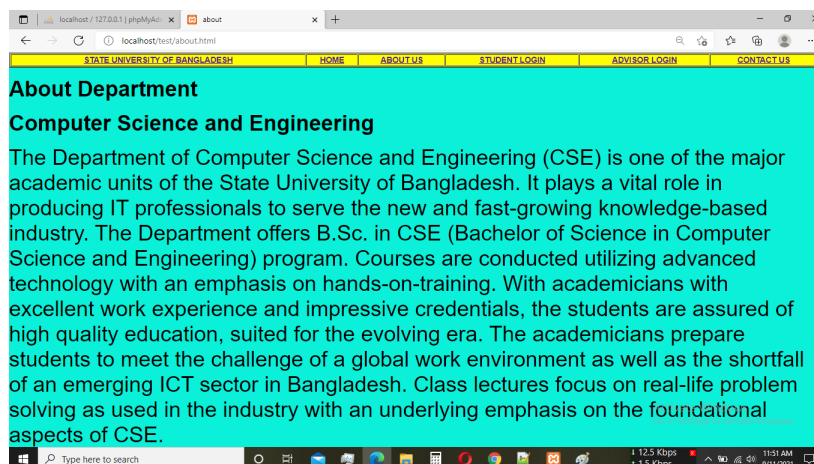 localhost / 127.0.0.1 | phpMyAd
about
localhost/test/about.html
STATE UNIVERSITY OF BANGLADESH HOME ABOUT US STUDENT LOGIN ADVISOR LOGIN CONTACT US
About Department
Computer Science and Engineering
The Department of Computer Science and Engineering (CSE) is one of the major
academic units of the State University of Bangladesh. It plays a vital role in
producing IT professionals to serve the new and fast-growing knowledge-based
industry. The Department offers B.Sc. in CSE (Bachelor of Science in Computer
Science and Engineering) program. Courses are conducted utilizing advanced
technology with an emphasis on hands-on-training. With academicians with
excellent work experience and impressive credentials, the students are assured of
high quality education, suited for the evolving era. The academicians prepare
students to meet the challenge of a global work environment as well as the shortfall
of an emerging ICT sector in Bangladesh. Class lectures focus on real-life problem
solving as used in the industry with an underlying emphasis on the foundational
aspects of CSE.
Type here to search
12.5 Kbps
1.5 Kbps
11:51 AM